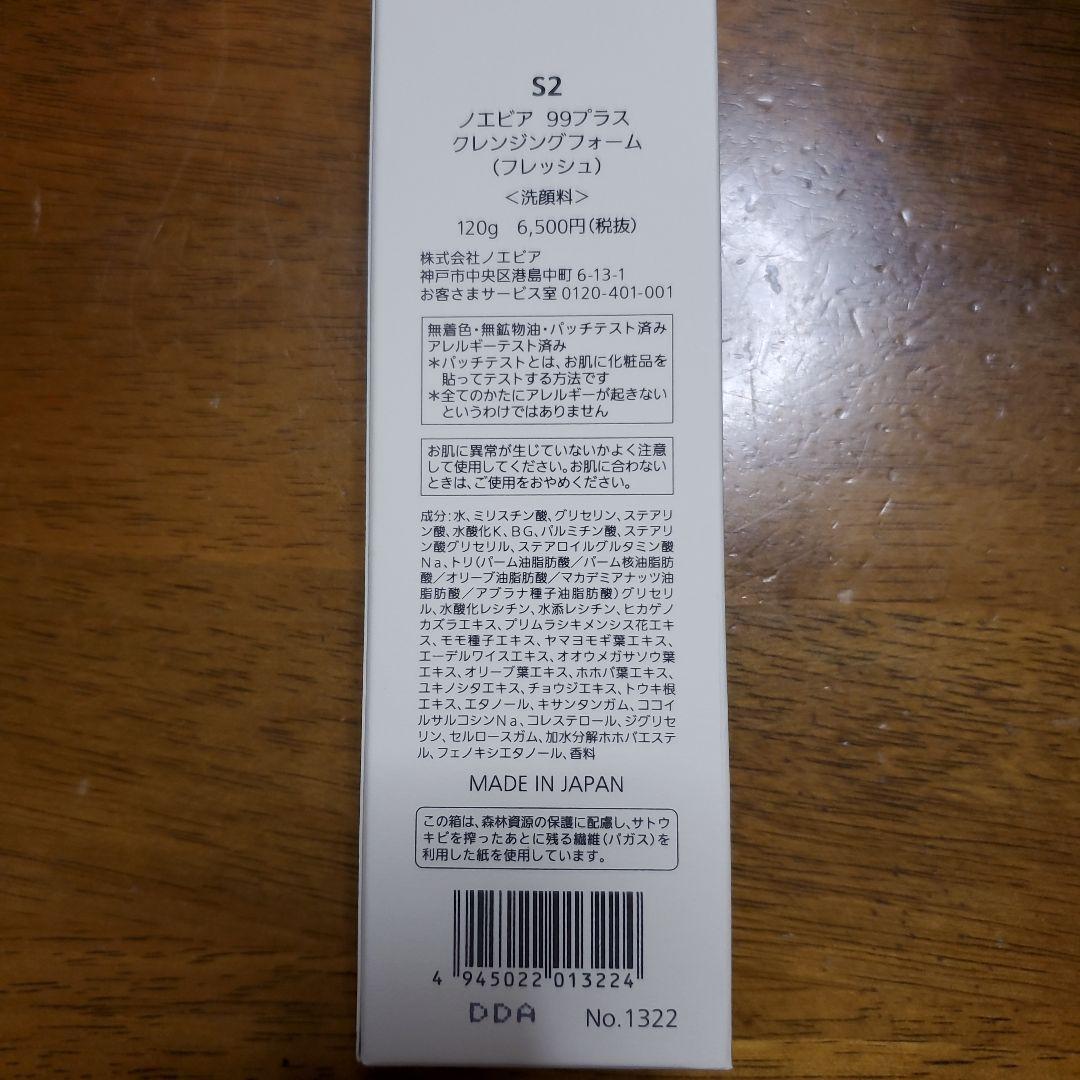 S2
ノエビア 99プラス
クレンジングフォーム
(フレッシュ)
<洗顔料>
120g 6,500円(税抜)
株式会社ノエビア
神戸市中央区港島中町 6-13-1
お客さまサービス室 0120-401-001
無着色・無鉱物油・パッチテスト済み
アレルギーテスト済み
＊パッチテストとは、お肌に化粧品を
貼ってテストする方法です
＊全てのかたにアレルギーが起きない
というわけではありません
お肌に異常が生じていないかよく注意
して使用してください。お肌に合わない
ときは、ご使用をおやめください。
成分：水、ミリスチン酸、グリセリン、ステアリ
ン酸、水酸化K、BG、パルミチン酸、ステアリ
ン酸グリセリル、ステアロイルグルタミン酸
Na、トリ(パーム油脂肪酸／パーム核油脂肪
酸／オリーブ油脂肪酸／マカデミアナッツ油
脂肪酸／アブラナ種子油脂肪酸)グリセリ
ル、水酸化レシチン、水添レシチン、ヒカゲノ
カズラエキス、プリムラシキメンシス花エキ
ス、モモ種子エキス、ヤマヨモギ葉エキス、
エーデルワイスエキス、オオウメガサソウ葉
エキス、オリーブ葉エキス、ホホバ葉エキス、
ユキノシタエキス、チョウジエキス、トウキ根
エキス、エタノール、キサンタンガム、ココイ
ルサルコシンNa、コレステロール、ジグリセ
リン、セルロースガム、加水分解ホホバエステ
ル、フェノキシエタノール、香料
MADE IN JAPAN
この箱は、森林資源の保護に配慮し、サトウ
キビを搾ったあとに残る繊維(バガス)を
利用した紙を使用しています。
4 945022 013224
DDA No.1322